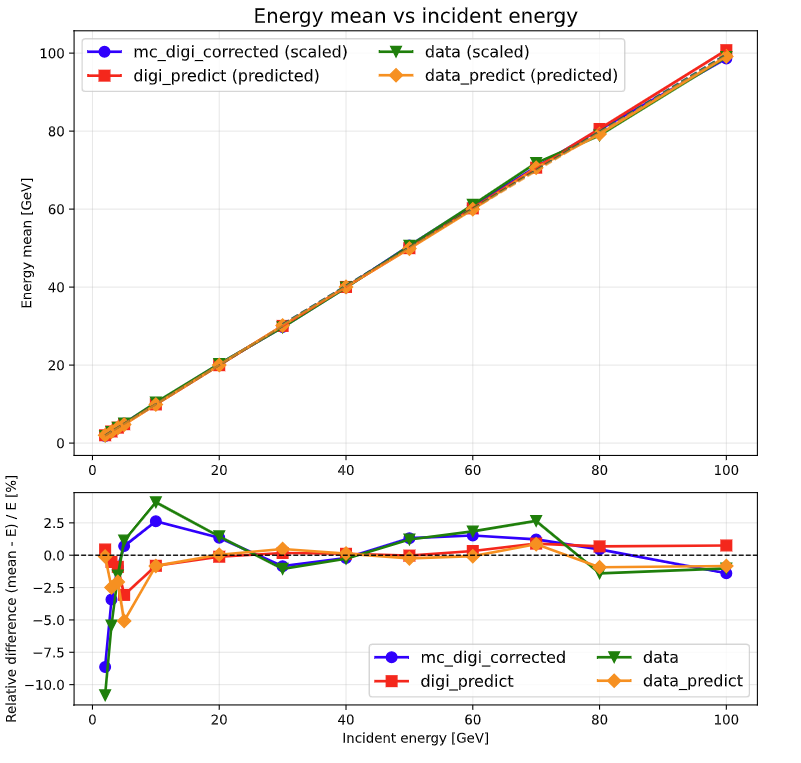 Energy mean vs incident energy
mc_digi_corrected (scaled)
digi_predict (predicted)
data (scaled)
data_predict (predicted)
Energy mean [GeV]
100
80
60
40
20
0
0 20 40 60 80 100
Relative difference (mean - E) / E [%]
2.5
0.0
−2.5
−5.0
−7.5
−10.0
mc_digi_corrected
digi_predict
data
data_predict
0 20 40 60 80 100
Incident energy [GeV]